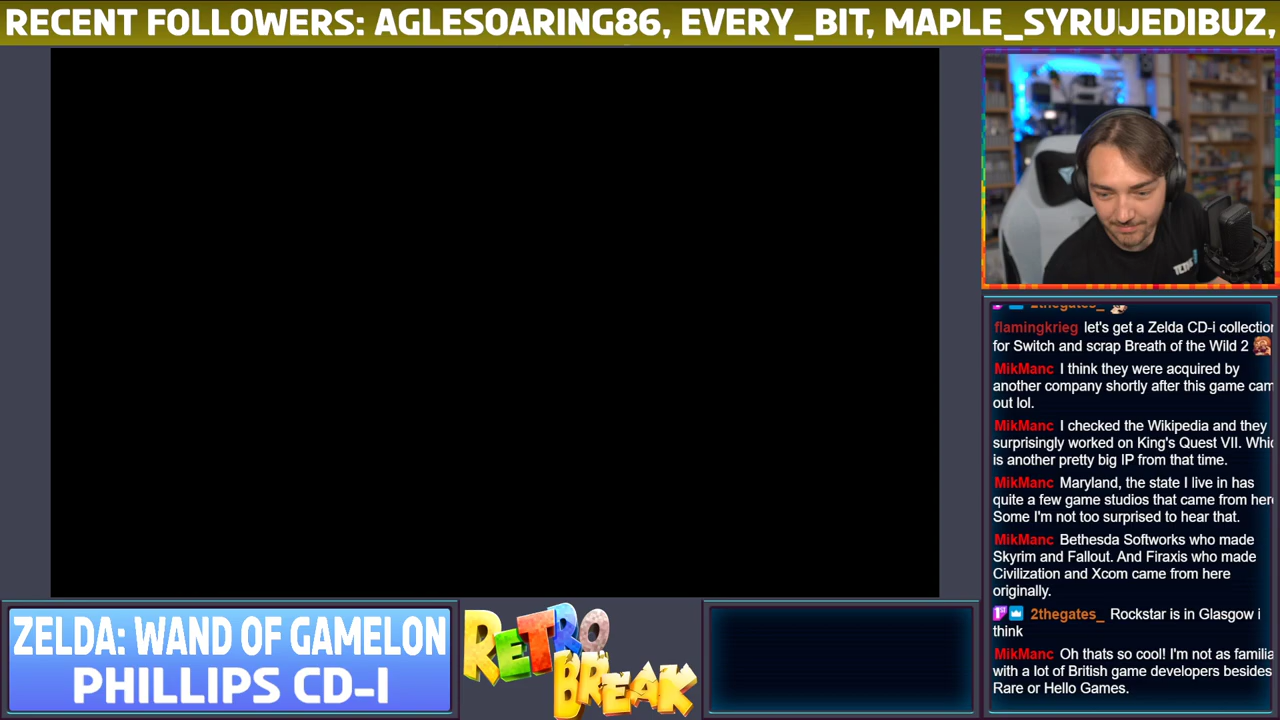 RECENT FOLLOWERS: AGLESOARING86, EVERY_BIT, MAPLE_SYRUJEDIBUZ,
2thegates_
flamingkrieg let's get a Zelda CD-i collection
for Switch and scrap Breath of the Wild 2
MikManc I think they were acquired by
another company shortly after this game cam
out lol.
MikManc I checked the Wikipedia and they
surprisingly worked on King's Quest VII. Whic
is another pretty big IP from that time.
MikManc Maryland, the state I live in has
quite a few game studios that came from here
Some I'm not too surprised to hear that.
MikManc Bethesda Softworks who made
Skyrim and Fallout. And Firaxis who made
Civilization and Xcom came from here
originally.
1ST 2thegates_ Rockstar is in Glasgow i
think
MikManc Oh thats so cool! I'm not as familia
with a lot of British game developers besides
Rare or Hello Games.
ZELDA: WAND OF GAMELON
PHILLIPS CD-I
RETRO
BREAK